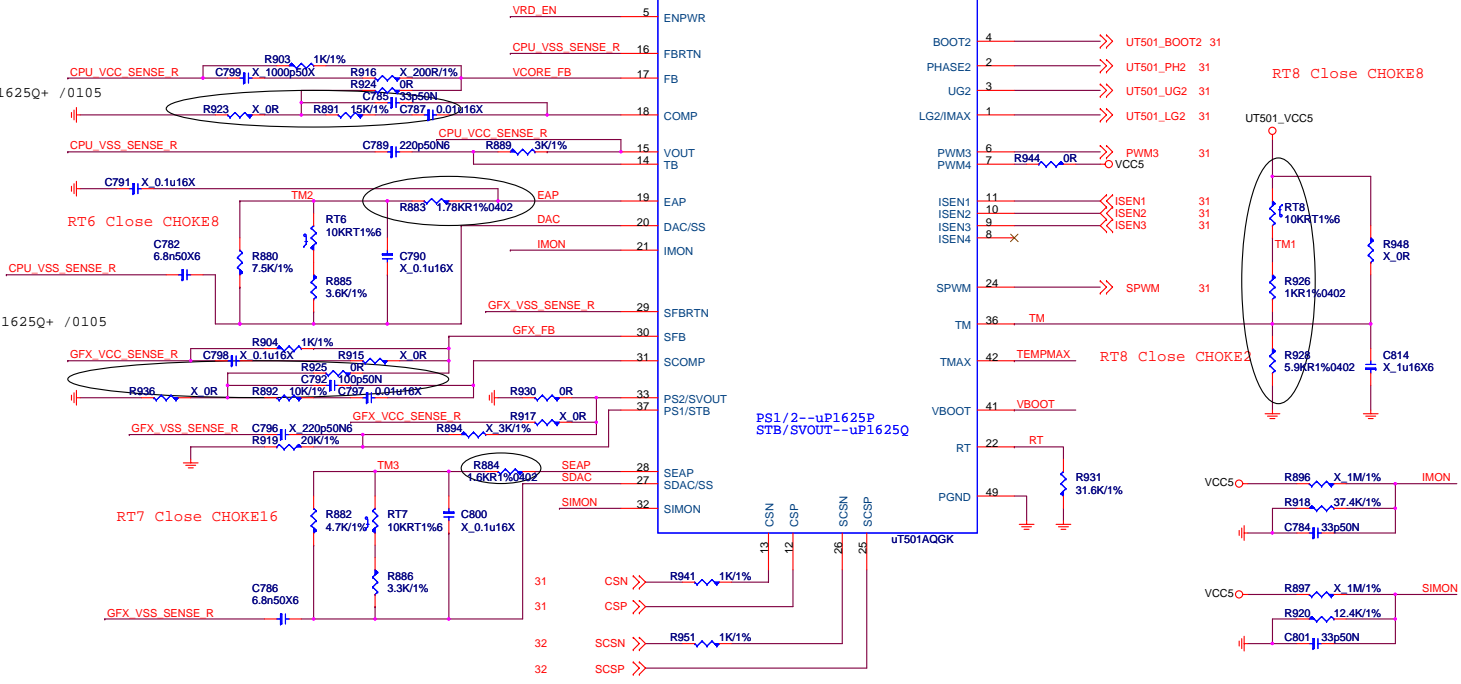 VRD_EN
5
ENPWR
CPU_VSS_SENSE_R
16
FBRTN
R903
1K/1%
CPU_VCC_SENSE_R
C799
X_1000p50X
R916
X_200R/1%
VCORE_FB
17
FB
R924
0R
1625Q+ /0105
C785
33p50N
R923
X_0R
R891
15K/1%
C787
0.01u16X
18
COMP
CPU_VCC_SENSE_R
CPU_VSS_SENSE_R
C789
220p50N6
R889
3K/1%
15
VOUT
14
TB
C791
X_0.1u16X
TM2
R883
1.78KR1%0402
EAP
19
EAP
RT6 Close CHOKE8
RT6
10KRT1%6
DAC
20
DAC/SS
C782
6.8n50X6
R880
7.5K/1%
C790
X_0.1u16X
IMON
21
IMON
CPU_VSS_SENSE_R
R885
3.6K/1%
GFX_VSS_SENSE_R
29
SFBRTN
1625Q+ /0105
GFX_FB
30
SFB
R904
1K/1%
GFX_VCC_SENSE_R
C798
X_0.1u16X
R915
X_0R
31
SCOMP
R925
0R
C792
100p50N
R936
X_0R
R892
10K/1%
C797
0.01u16X
R930
0R
33
PS2/SVOUT
37
PS1/STB
GFX_VCC_SENSE_R
R917
X_0R
GFX_VSS_SENSE_R
C796
X_220p50N6
R894
X_3K/1%
R919
20K/1%
TM3
R884
1.6KR1%0402
SEAP
28
SEAP
SDAC
27
SDAC/SS
SIMON
32
SIMON
RT7 Close CHOKE16
R882
4.7K/1%
RT7
10KRT1%6
C800
X_0.1u16X
R886
3.3K/1%
C786
6.8n50X6
GFX_VSS_SENSE_R
PS1/2--uP1625P
STB/SVOUT--uP1625Q
CSN
CSP
SCSN
SCSP
13
12
26
25
uT501AQGK
31
CSN
R941
1K/1%
31
CSP
32
SCSN
R951
1K/1%
32
SCSP
BOOT2
4
UT501_BOOT2 31
PHASE2
2
UT501_PH2 31
UG2
3
UT501_UG2 31
LG2/IMAX
1
UT501_LG2 31
PWM3
6
PWM3 31
PWM4
7
R944
0R
VCC5
ISEN1
11
ISEN1 31
ISEN2
10
ISEN2 31
ISEN3
9
ISEN3 31
ISEN4
8
SPWM
24
SPWM 31
TM
36
TM
TMAX
42
TEMPMAX
VBOOT
41
VBOOT
RT
22
RT
R931
31.6K/1%
PGND
49
RT8 Close CHOKE8
UT501_VCC5
RT8
10KRT1%6
TM1
R948
X_0R
R926
1KR1%0402
RT8 Close CHOKE2
R928
5.9KR1%0402
C814
X_1u16X6
VCC5
R896
X_1M/1%
IMON
R918
37.4K/1%
C784
33p50N
VCC5
R897
X_1M/1%
SIMON
R920
12.4K/1%
C801
33p50N